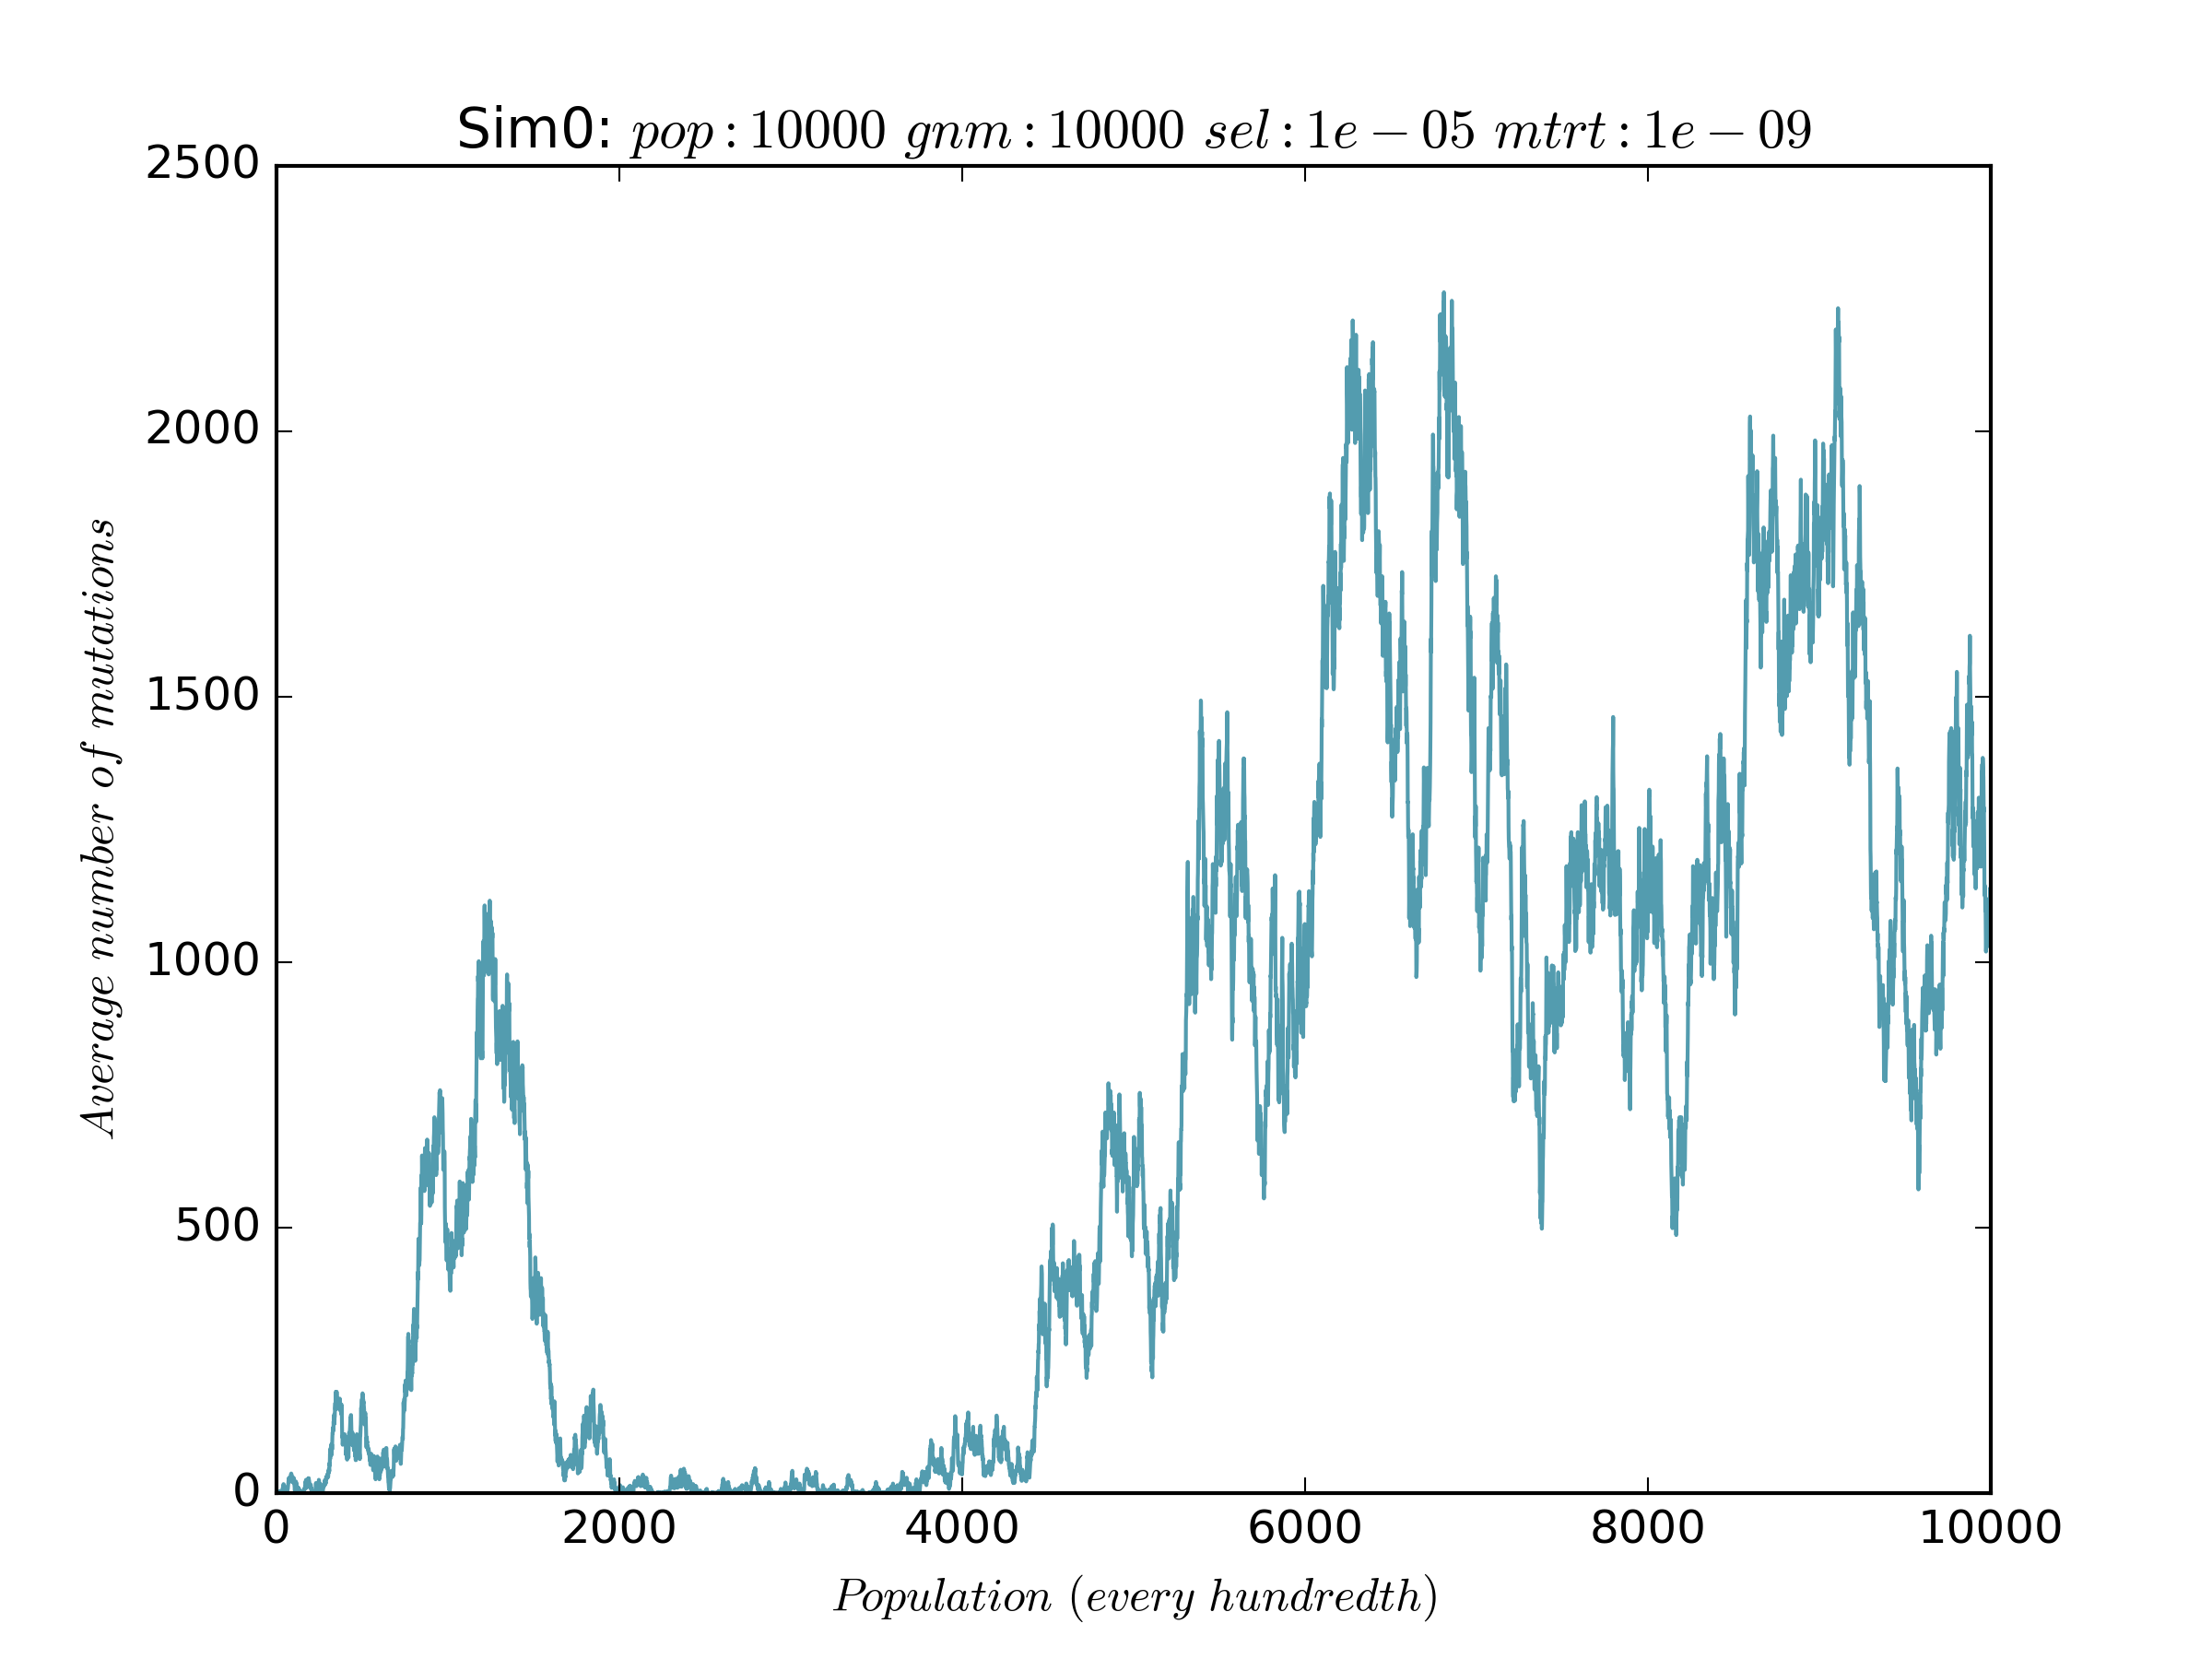 Sim0: pop : 10000 gnm : 10000 sel : 1e − 05 mtrt : 1e − 09
2500
2000
1500
1000
500
0
Average number of mutations
0 2000 4000 6000 8000 10000
Population (every hundredth)